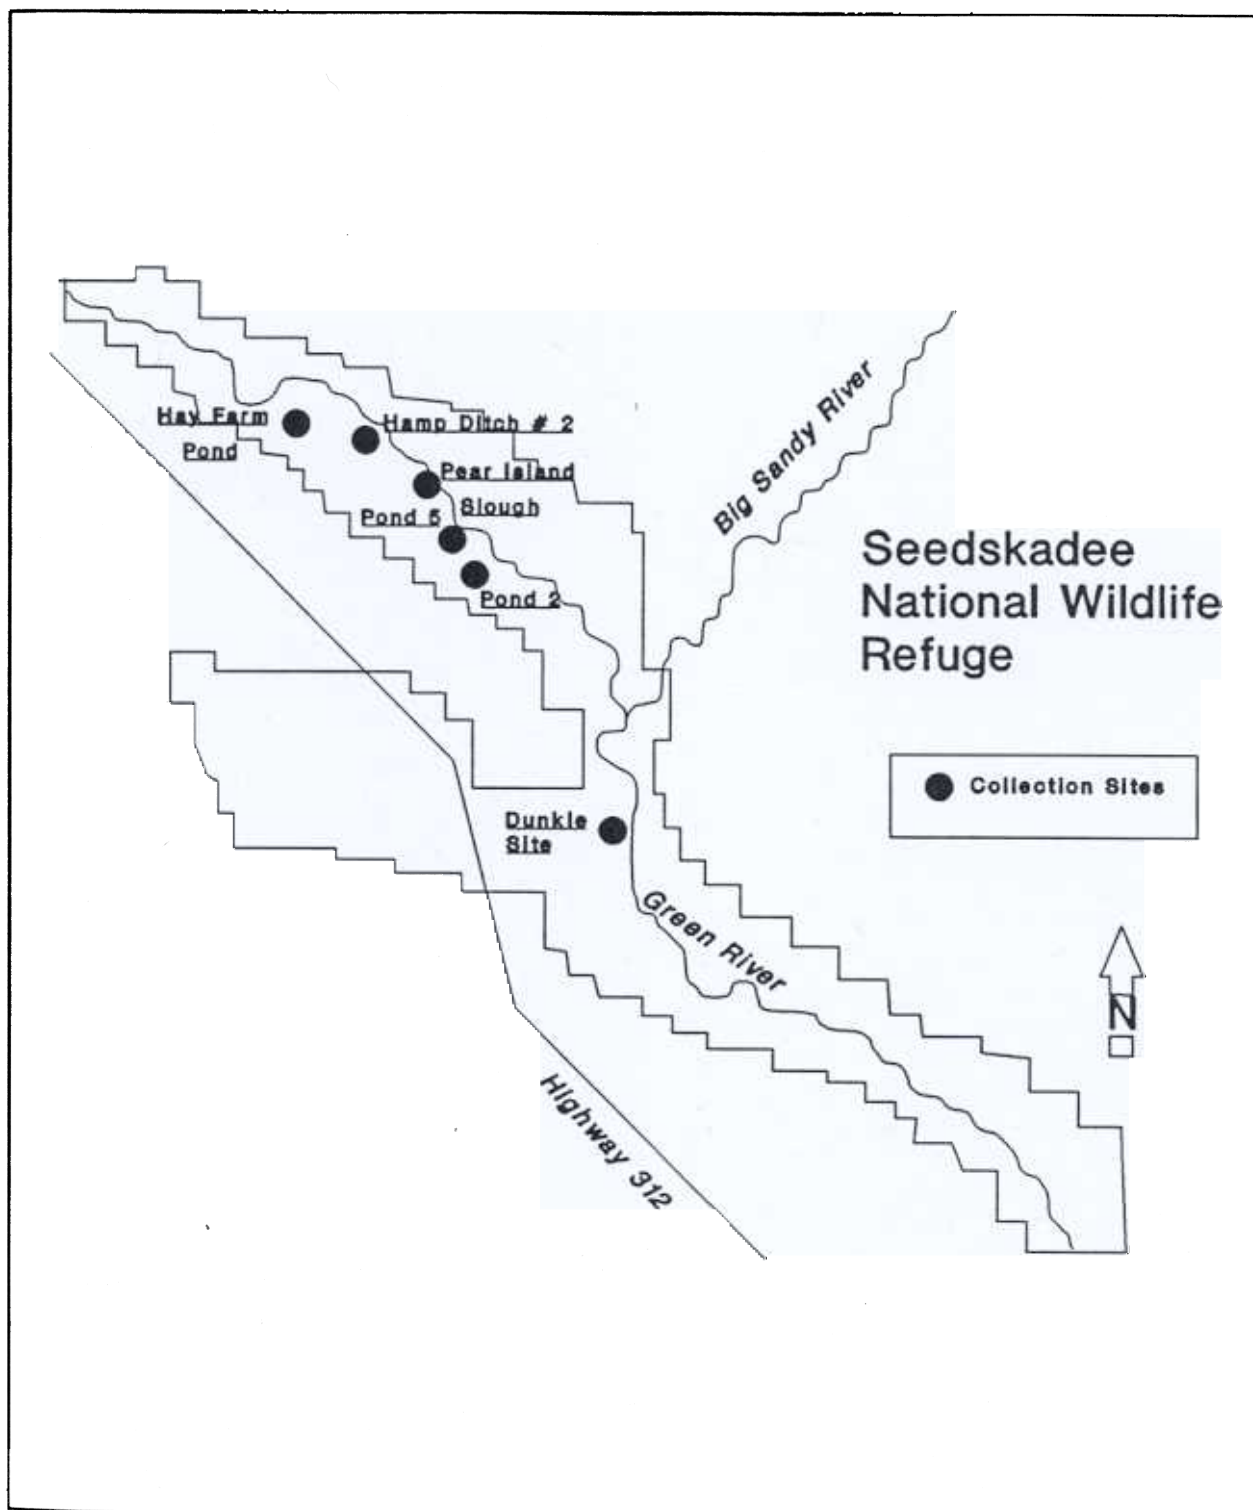 Hay Farm
Pond
Hamp Ditch # 2
Pear Island
Slough
Pond 5
Pond 2
Big Sandy River
Seedskadee
National Wildlife
Refuge
Collection Sites
Dunkle
Site
Green River
N
Highway 312